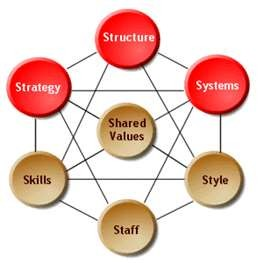 Structure
Strategy
Systems
Shared
Values
Skills
Style
Staff